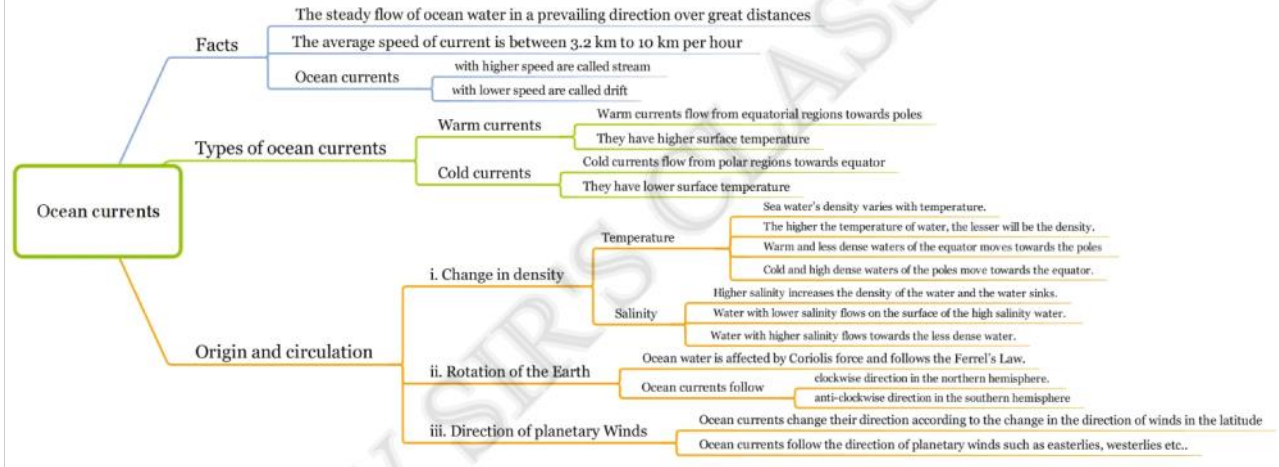 Ocean currents
Facts
The steady flow of ocean water in a prevailing direction over great distances
The average speed of current is between 3.2 km to 10 km per hour
Ocean currents
with higher speed are called stream
with lower speed are called drift
Types of ocean currents
Warm currents
Warm currents flow from equatorial regions towards poles
They have higher surface temperature
Cold currents
Cold currents flow from polar regions towards equator
They have lower surface temperature
Origin and circulation
i. Change in density
Temperature
Sea water's density varies with temperature.
The higher the temperature of water, the lesser will be the density.
Warm and less dense waters of the equator moves towards the poles
Cold and high dense waters of the poles move towards the equator.
Salinity
Higher salinity increases the density of the water and the water sinks.
Water with lower salinity flows on the surface of the high salinity water.
Water with higher salinity flows towards the less dense water.
ii. Rotation of the Earth
Ocean water is affected by Coriolis force and follows the Ferrel's Law.
Ocean currents follow
clockwise direction in the northern hemisphere.
anti-clockwise direction in the southern hemisphere
iii. Direction of planetary Winds
Ocean currents change their direction according to the change in the direction of winds in the latitude
Ocean currents follow the direction of planetary winds such as easterlies, westerlies etc..
SIR'S CLASS